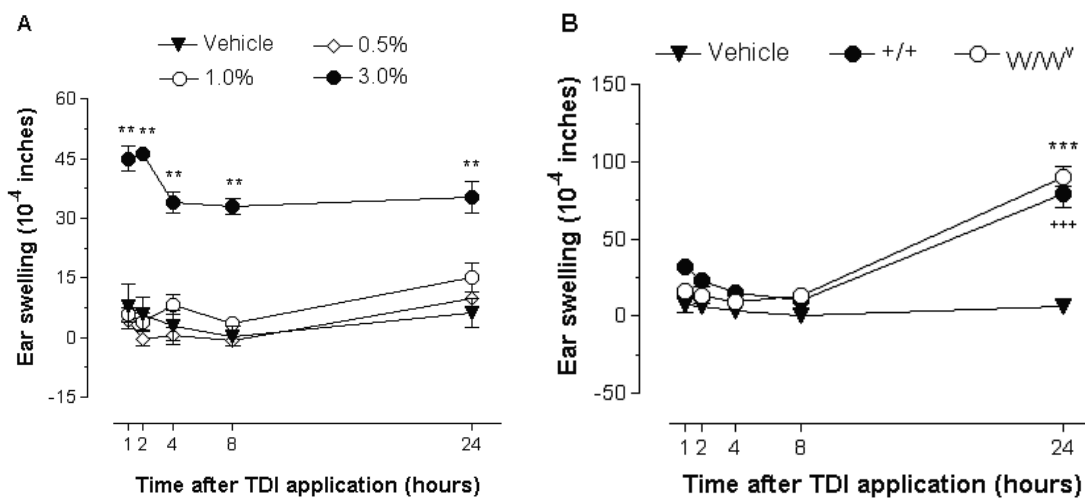 A
Vehicle 0.5%
1.0% 3.0%
Ear swelling (10⁻⁴ inches)
60
45
30
15
0
-15
** **
** ** **
1 2 4 8 24
Time after TDI application (hours)
B
Vehicle +/+ W/Wᵛ
Ear swelling (10⁻⁴ inches)
150
100
50
0
-50
***
+++
1 2 4 8 24
Time after TDI application (hours)